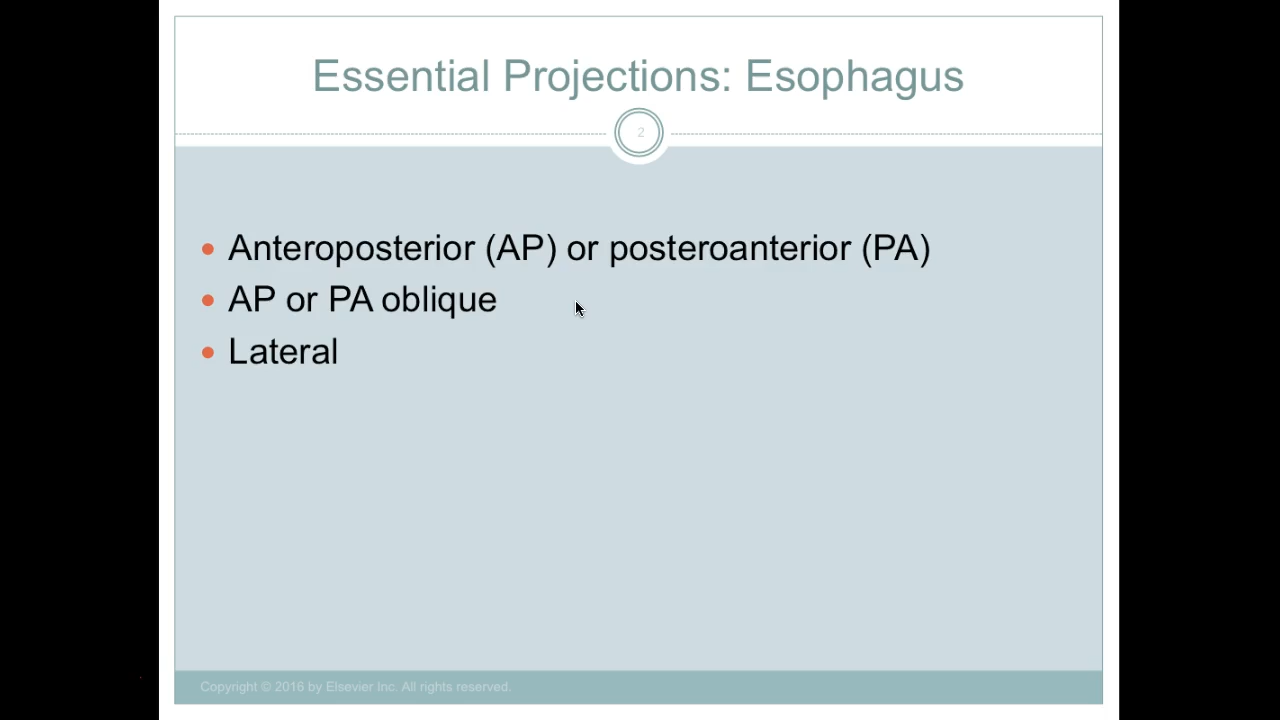 Essential Projections: Esophagus
2
• Anteroposterior (AP) or posteroanterior (PA)
• AP or PA oblique
• Lateral
Copyright © 2016 by Elsevier Inc. All rights reserved.